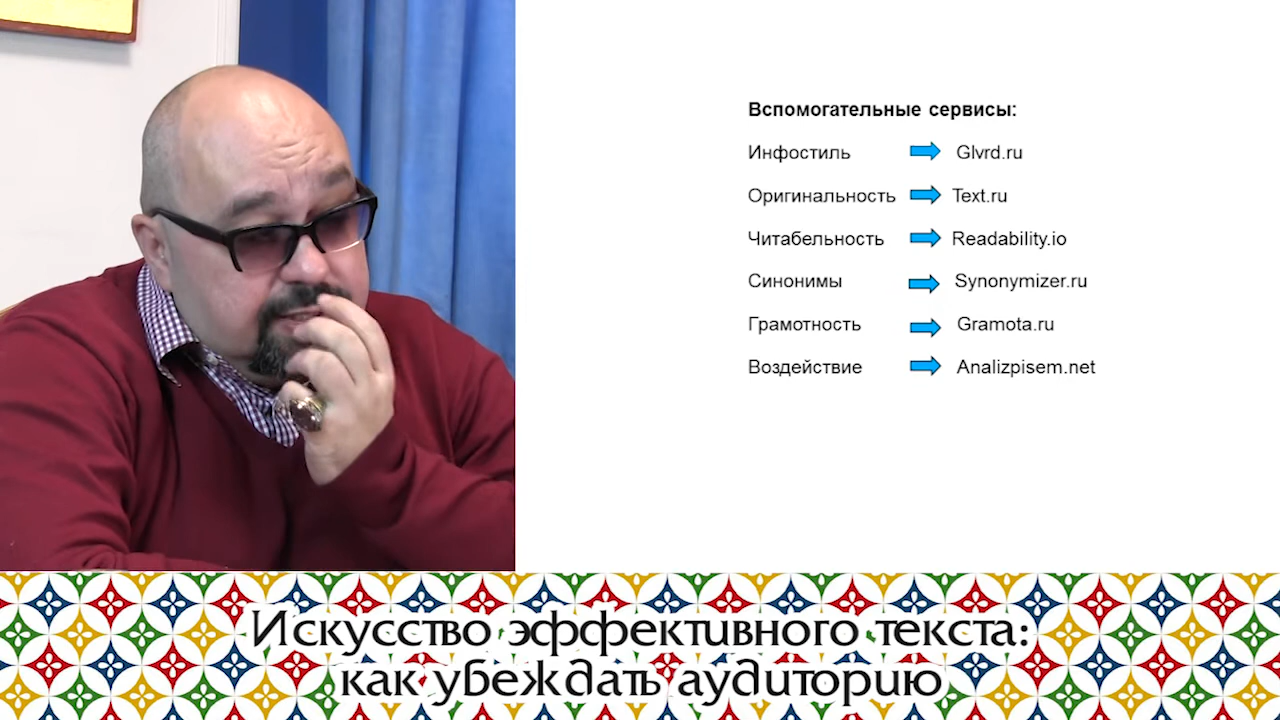 Вспомогательные сервисы:
Инфостиль Glvrd.ru
Оригинальность Text.ru
Читабельность Readability.io
Синонимы Synonymizer.ru
Грамотность Gramota.ru
Воздействие Analizpisem.net
Искусство эффективного текста:
как убеждать аудиторию